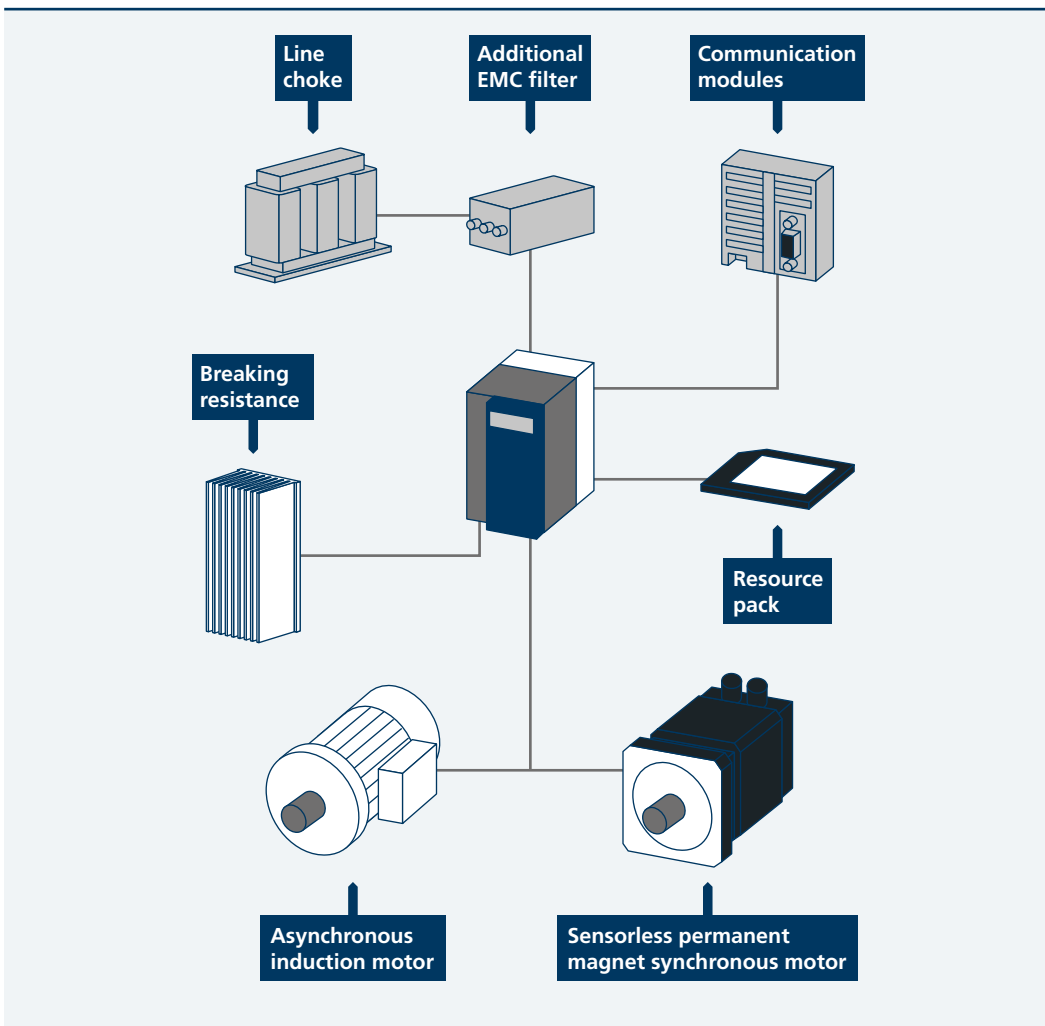 Line
choke
Additional
EMC filter
Communication
modules
Breaking
resistance
Resource
pack
Asynchronous
induction motor
Sensorless permanent
magnet synchronous motor